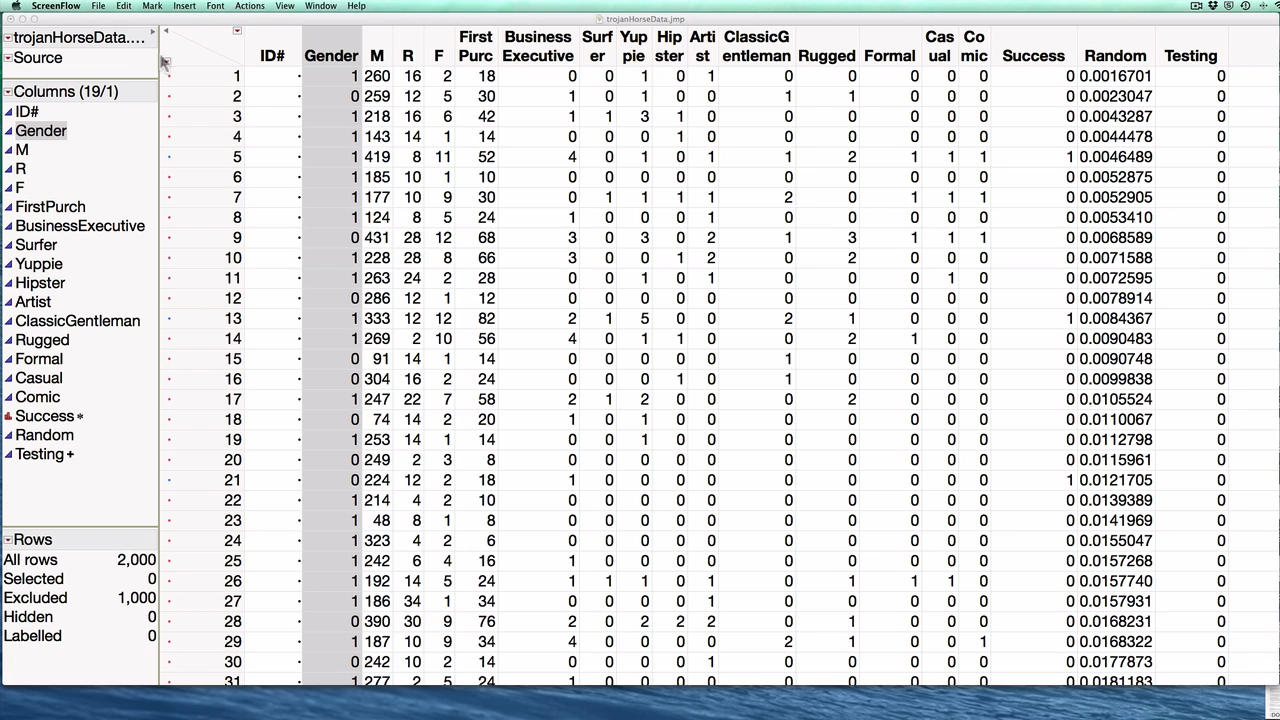 ScreenFlow File Edit Mark Insert Font Actions View Window Help
trojanHorseData.jmp
trojanHorseData....
Source
Columns (19/1)
ID#
Gender
M
R
F
FirstPurch
BusinessExecutive
Surfer
Yuppie
Hipster
Artist
ClassicGentleman
Rugged
Formal
Casual
Comic
Success *
Random
Testing +
Rows
All rows 2,000
Selected 0
Excluded 1,000
Hidden 0
Labelled 0
ID# Gender M R F First Purc Business Executive Surf er Yup pie Hip ster Arti st ClassicG entleman Rugged Formal Cas ual Co mic Success Random Testing
1 • 1 260 16 2 18 0 0 1 0 1 0 0 0 0 0 0 0.0016701 0
2 • 0 259 12 5 30 1 0 1 0 0 1 1 0 0 0 0 0.0023047 0
3 • 1 218 16 6 42 1 1 3 1 0 0 0 0 0 0 0 0.0043287 0
4 • 1 143 14 1 14 0 0 0 1 0 0 0 0 0 0 0 0.0044478 0
5 • 1 419 8 11 52 4 0 1 0 1 1 2 1 1 1 1 0.0046489 0
6 • 1 185 10 1 10 0 0 0 0 0 0 0 0 0 0 0 0.0052875 0
7 • 1 177 10 9 30 0 1 1 1 1 2 0 1 1 1 0 0.0052905 0
8 • 1 124 8 5 24 1 0 0 0 1 0 0 0 0 0 0 0.0053410 0
9 • 0 431 28 12 68 3 0 3 0 2 1 3 1 1 1 0 0.0068589 0
10 • 1 228 28 8 66 3 0 0 1 2 0 2 0 0 0 0 0.0071588 0
11 • 1 263 24 2 28 0 0 1 0 1 0 0 0 1 0 0 0.0072595 0
12 • 0 286 12 1 12 0 0 0 0 0 0 0 0 0 0 0 0.0078914 0
13 • 1 333 12 12 82 2 1 5 0 0 2 1 0 0 0 1 0.0084367 0
14 • 1 269 2 10 56 4 0 1 1 0 0 2 1 0 0 0 0.0090483 0
15 • 0 91 14 1 14 0 0 0 0 0 1 0 0 0 0 0 0.0090748 0
16 • 0 304 16 2 24 0 0 0 1 0 1 0 0 0 0 0 0.0099838 0
17 • 1 247 22 7 58 2 1 2 0 0 0 2 0 0 0 0 0.0105524 0
18 • 0 74 14 2 20 1 0 1 0 0 0 0 0 0 0 0 0.0110067 0
19 • 1 253 14 1 14 0 0 1 0 0 0 0 0 0 0 0 0.0112798 0
20 • 0 249 2 3 8 0 0 0 0 0 0 0 0 0 0 0 0.0115961 0
21 • 0 224 12 2 18 1 0 0 0 0 0 0 0 0 0 1 0.0121705 0
22 • 1 214 4 2 10 0 0 0 0 0 0 0 0 0 0 0 0.0139389 0
23 • 1 48 8 1 8 0 0 0 0 0 0 0 0 0 0 0 0.0141969 0
24 • 1 323 4 2 6 0 0 0 0 0 0 0 0 0 0 0 0.0155047 0
25 • 1 242 6 4 16 1 0 0 0 0 0 0 0 0 0 0 0.0157268 0
26 • 1 192 14 5 24 1 1 1 0 1 0 1 1 1 0 0 0.0157740 0
27 • 1 186 34 1 34 0 0 0 0 1 0 0 0 0 0 0 0.0157931 0
28 • 0 390 30 9 76 2 0 2 2 2 0 1 0 0 0 0 0.0168231 0
29 • 1 187 10 9 34 4 0 0 0 0 2 1 0 0 1 0 0.0168322 0
30 • 0 242 10 2 14 0 0 0 0 1 0 0 0 0 0 0 0.0177873 0
31 • 1 277 2 5 24 1 0 0 0 0 0 0 0 0 0 0 0.0181183 0